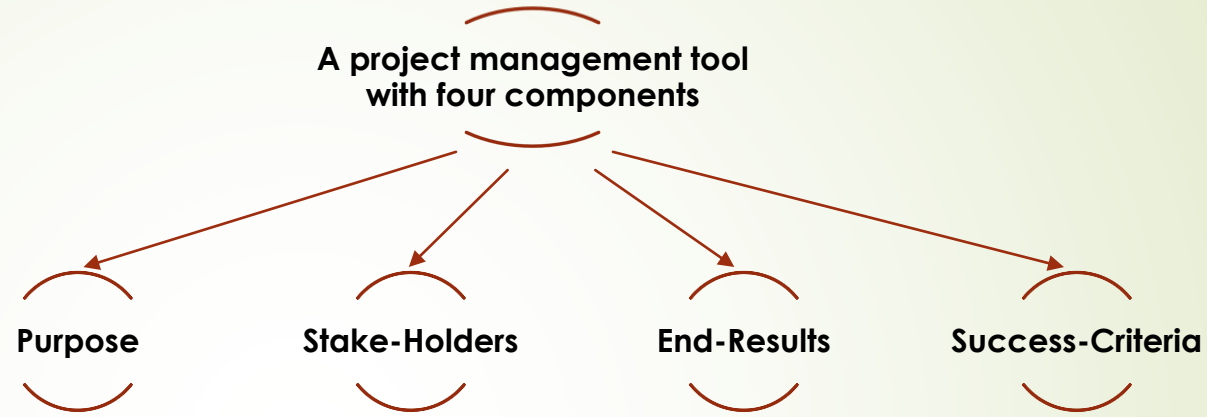 A project management tool
with four components
Purpose
Stake-Holders
End-Results
Success-Criteria